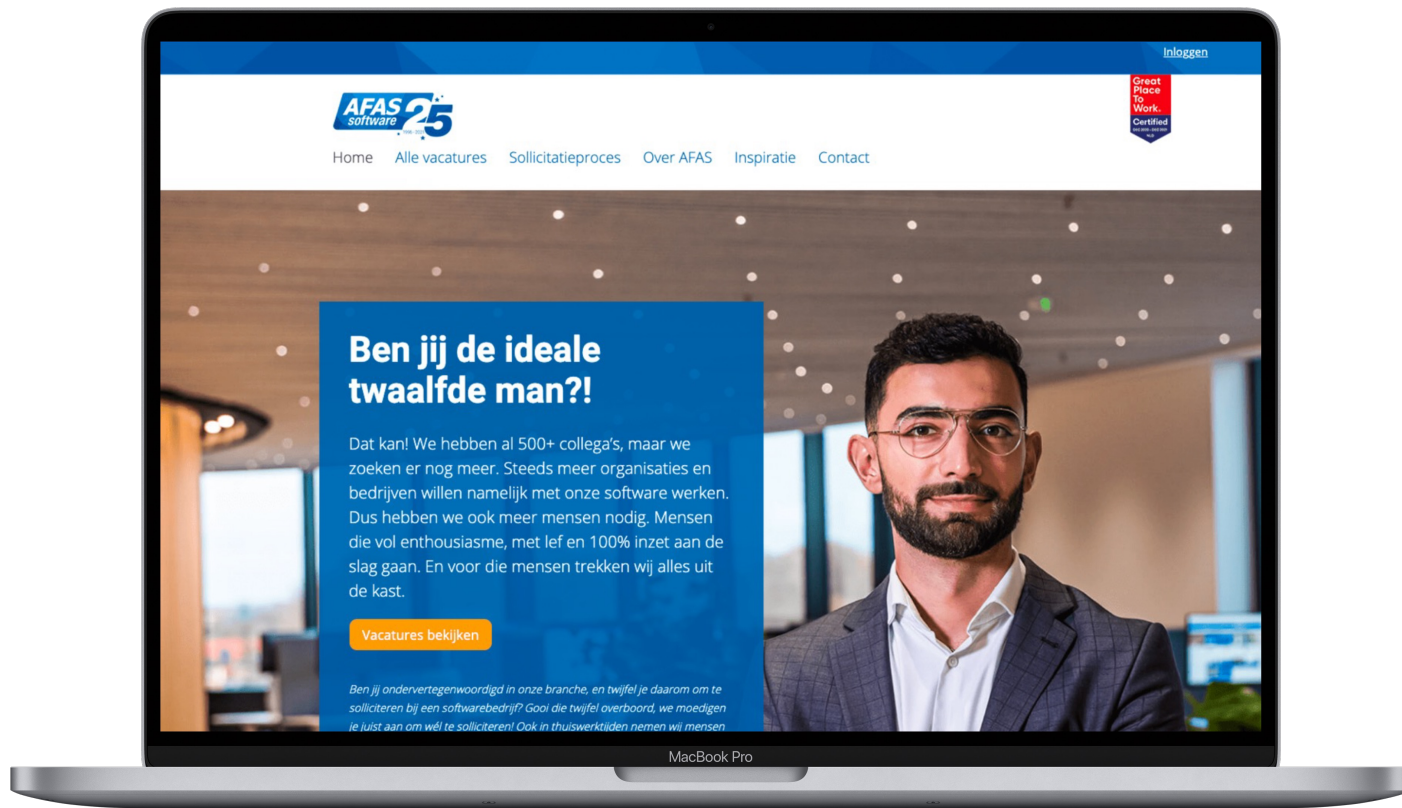 Inloggen
AFAS
software
25
Great
Place
To
Work.
Certified
Home Alle vacatures Sollicitatieproces Over AFAS Inspiratie Contact
Ben jij de ideale
twaalfde man?!
Dat kan! We hebben al 500+ collega’s, maar we
zoeken er nog meer. Steeds meer organisaties en
bedrijven willen namelijk met onze software werken.
Dus hebben we ook meer mensen nodig. Mensen
die vol enthousiasme, met lef en 100% inzet aan de
slag gaan. En voor die mensen trekken wij alles uit
de kast.
Vacatures bekijken
Ben jij ondervertegenwoordigd in onze branche, en twijfel je daarom om te
solliciteren bij een softwarebedrijf? Gooi die twijfel overboord, we moedigen
je juist aan om wél te solliciteren! Ook in thuiswerktijden nemen wij mensen
MacBook Pro